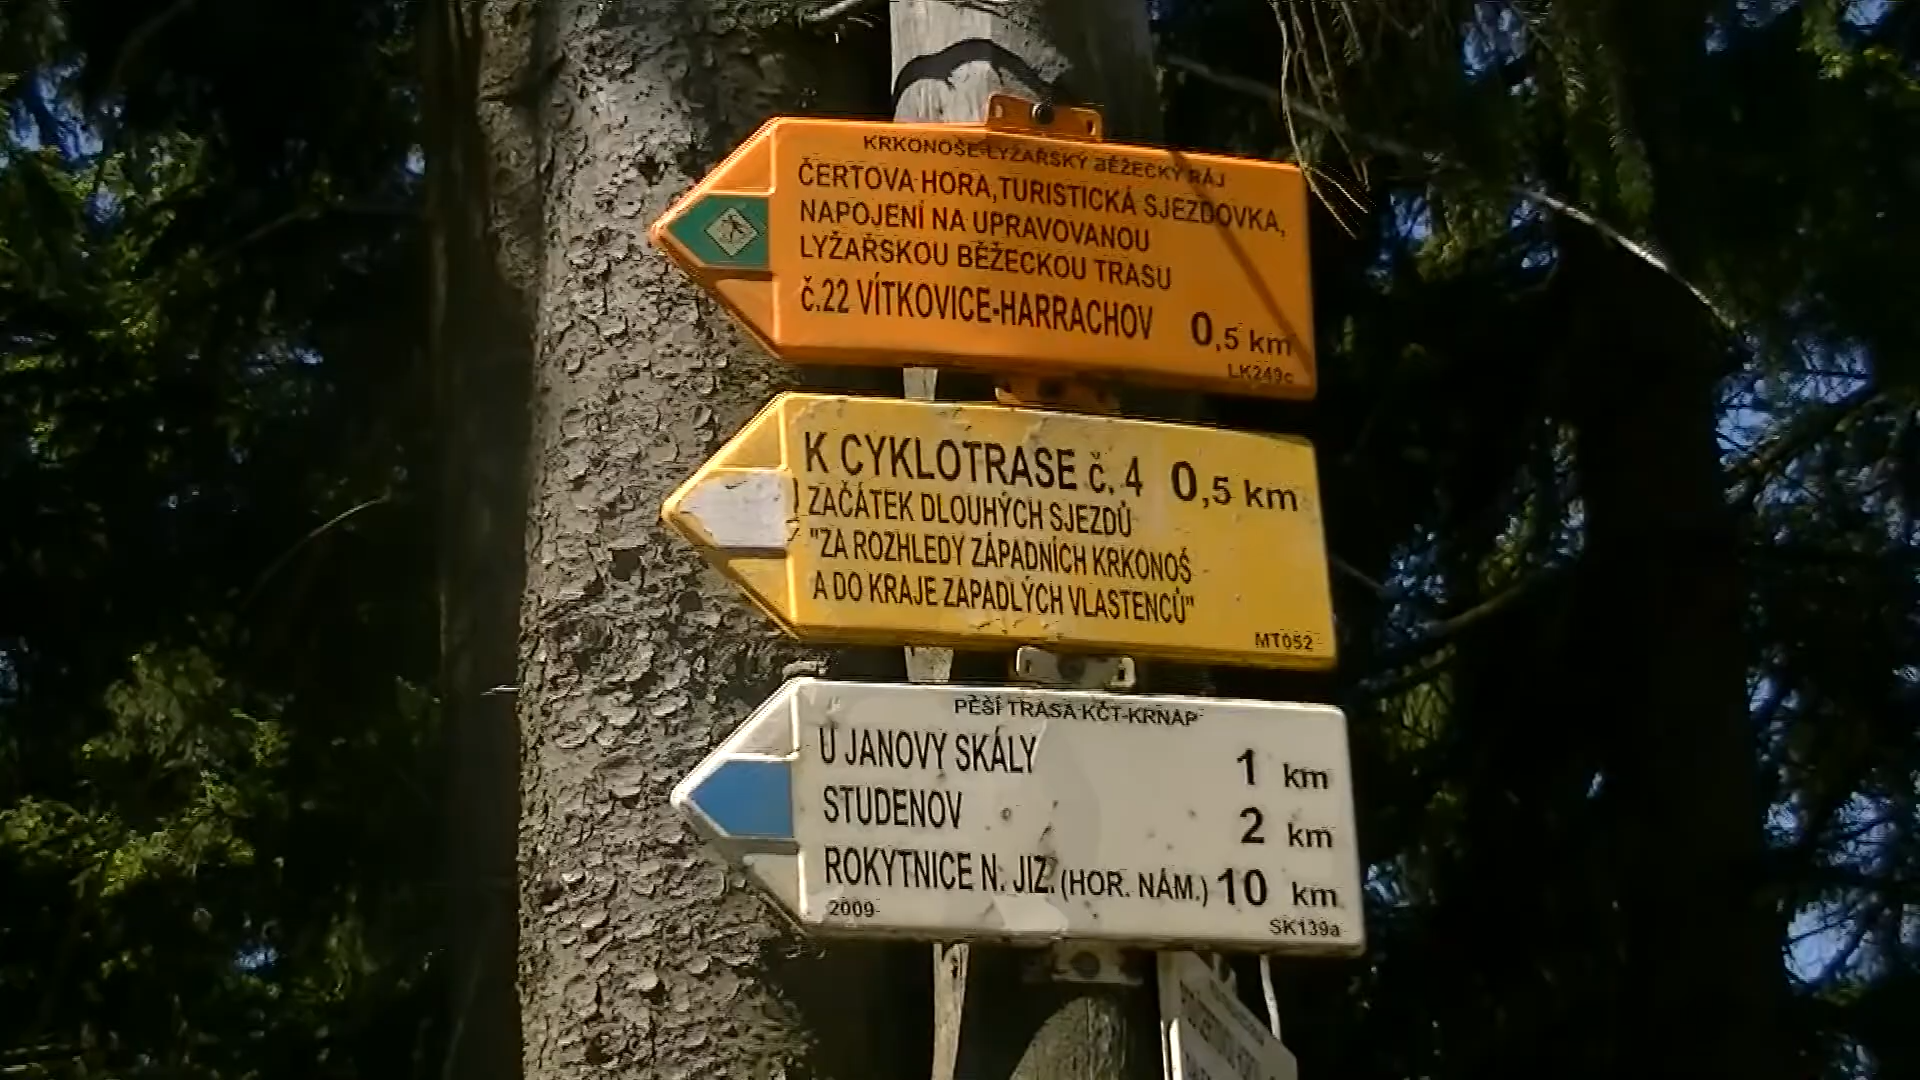 KRKONOŠE-LYŽAŘSKÝ BĚŽECKÝ RÁJ
ČERTOVA HORA, TURISTICKÁ SJEZDOVKA,
NAPOJENÍ NA UPRAVOVANOU
LYŽAŘSKOU BĚŽECKOU TRASU
č.22 VÍTKOVICE-HARRACHOV 0,5 km
LK249c
K CYKLOTRASE č. 4 0,5 km
ZAČÁTEK DLOUHÝCH SJEZDŮ
"ZA ROZHLEDY ZÁPADNÍCH KRKONOŠ
A DO KRAJE ZAPADLÝCH VLASTENCŮ"
MT052
PĚŠÍ TRASA KČT-KRNAP
U JANOVY SKÁLY 1 km
STUDENOV 2 km
ROKYTNICE N. JIZ. (HOR. NÁM.) 10 km
2009
SK139a